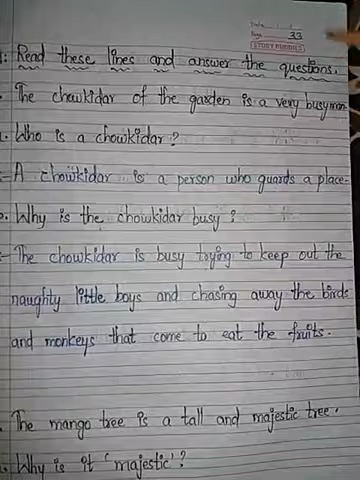 Date
Page 33
STUDY BUDDIES
: Read these lines and answer the questions.
. The chowkidar of the garden is a very busy man
. Who is a chowkidar?
:- A chowkidar is a person who guards a place-
. Why is the chowkidar busy?
:- The chowkidar is busy trying to keep out the
naughty little boys and chasing away the birds
and monkeys that come to eat the fruits.
. The mango tree is a tall and majestic tree.
. Why is it 'majestic'?